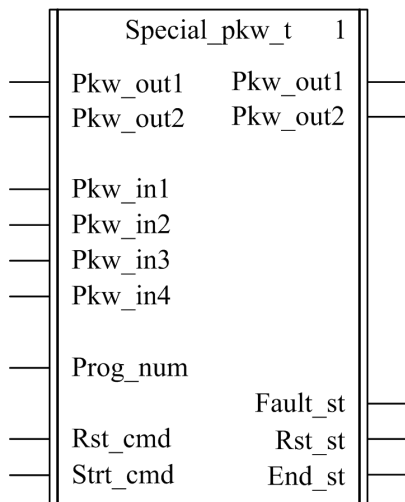 Special_pkw_t 1
Pkw_out1 Pkw_out1
Pkw_out2 Pkw_out2
Pkw_in1
Pkw_in2
Pkw_in3
Pkw_in4
Prog_num
Fault_st
Rst_cmd Rst_st
Strt_cmd End_st